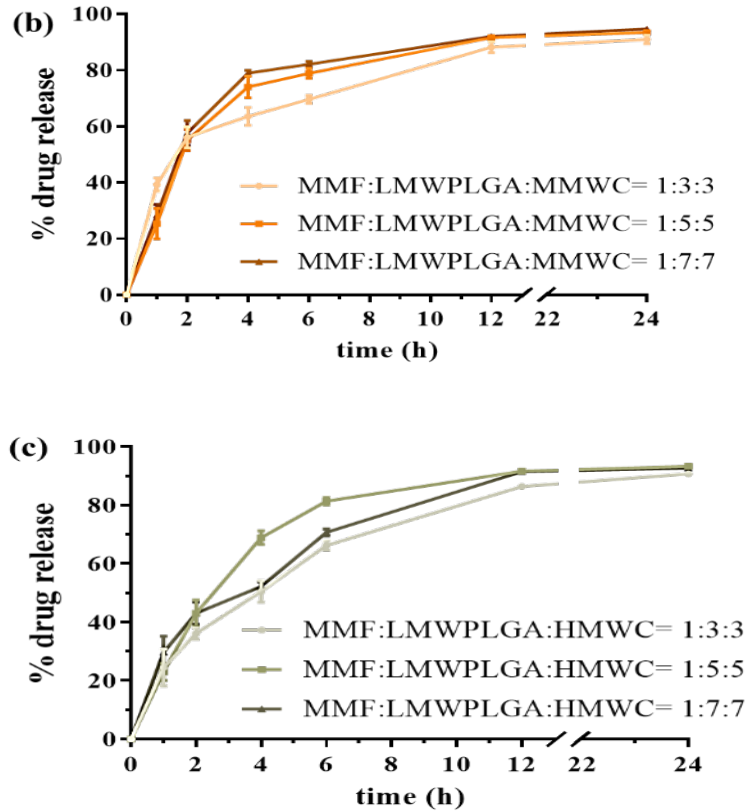 (b)
100
80
60
40
20
0
% drug release
MMF:LMWPLGA:MMWC= 1:3:3
MMF:LMWPLGA:MMWC= 1:5:5
MMF:LMWPLGA:MMWC= 1:7:7
0 2 4 6 8 10 12 22 24
time (h)
(c)
100
80
60
40
20
0
% drug release
MMF:LMWPLGA:HMWC= 1:3:3
MMF:LMWPLGA:HMWC= 1:5:5
MMF:LMWPLGA:HMWC= 1:7:7
0 2 4 6 8 10 12 22 24
time (h)